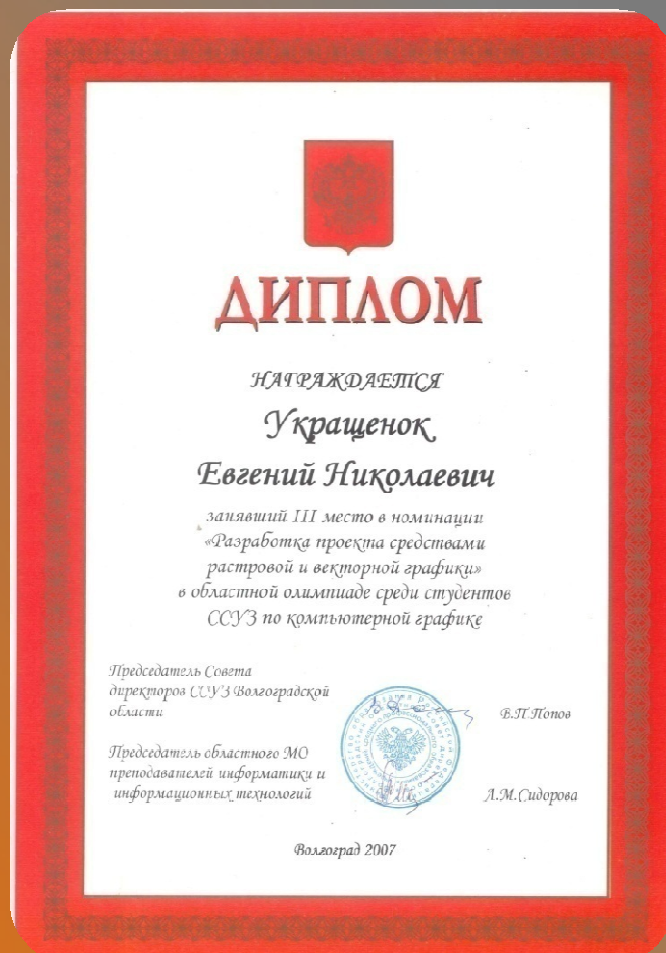 ДИПЛОМ
НАГРАЖДАЕТСЯ
Укращенок
Евгений Николаевич
занявший III место в номинации
«Разработка проекта средствами
растровой и векторной графики»
в областной олимпиаде среди студентов
ССУЗ по компьютерной графике
Председатель Совета
директоров ССУЗ Волгоградской
области
В.П.Попов
Председатель областного МО
преподавателей информатики и
информационных технологий
Л.М.Сидорова
Волгоград 2007